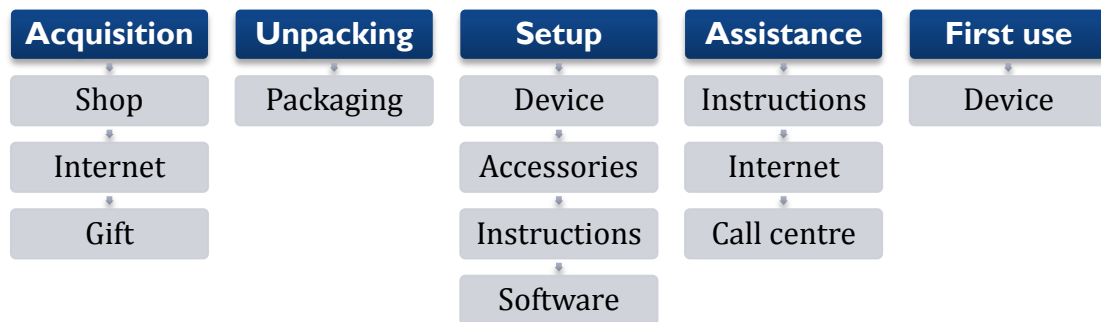 Acquisition
Shop
Internet
Gift
Unpacking
Packaging
Setup
Device
Accessories
Instructions
Software
Assistance
Instructions
Internet
Call centre
First use
Device